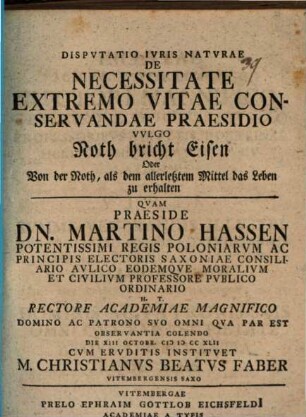 DISPVTATIO IVRIS NATVRAE
DE
39
NECESSITATE
EXTREMO VITAE CON-
SERVANDAE PRAESIDIO
VVLGO
Noth bricht Eisen
Oder
Von der Noth, als dem allerletztem Mittel das Leben
zu erhalten
QVAM
PRAESIDE
DN. MARTINO HASSEN
POTENTISSIMI REGIS POLONIARVM AC
PRINCIPIS ELECTORIS SAXONIAE CONSILI-
ARIO AVLICO EODEMQVE MORALIVM
ET CIVILIVM PROFESSORE PVBLICO
ORDINARIO
H. T.
RECTORE ACADEMIAE MAGNIFICO
DOMINO AC PATRONO SVO OMNI QVA PAR EST
OBSERVANTIA COLENDO
DIE XIII OCTOBR. CIↃ IↃ CC XLII
CVM ERVDITIS INSTITVET
M. CHRISTIANVS BEATVS FABER
VITEMBERGENSIS SAXO
VITEMBERGAE
PRELO EPHRAIM GOTTLOB EICHSFELDI
ACADEMIAE A TYPIS